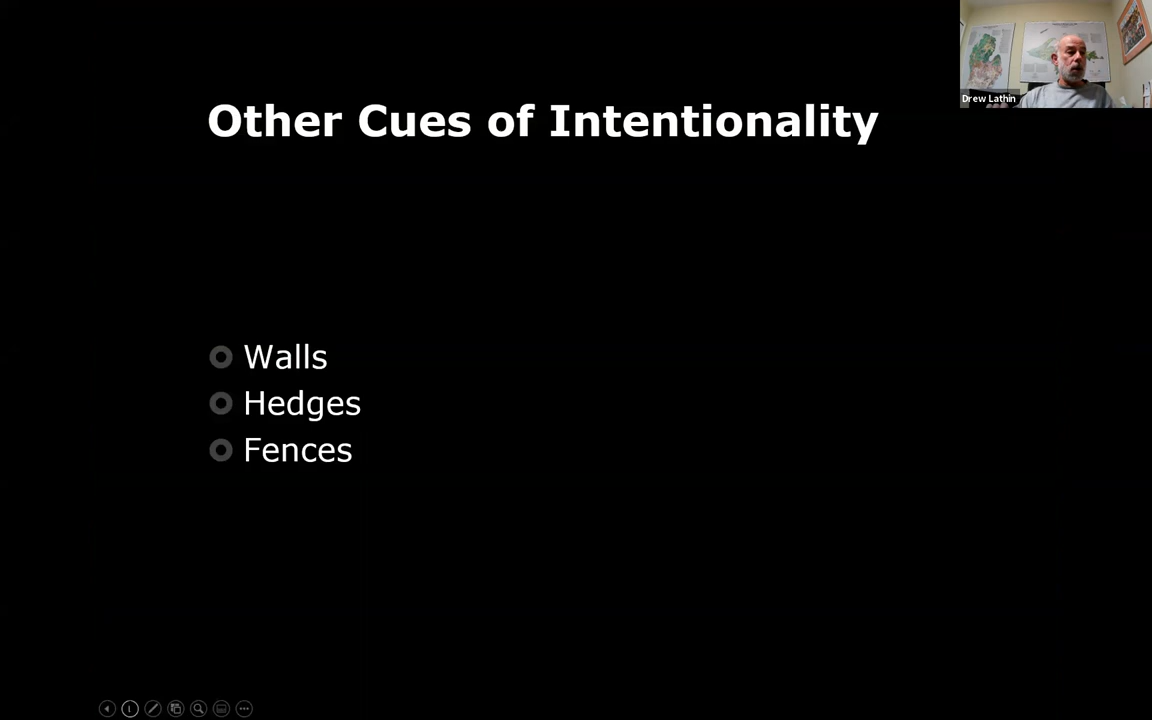 Other Cues of Intentionality
Drew Lathin
Walls
Hedges
Fences